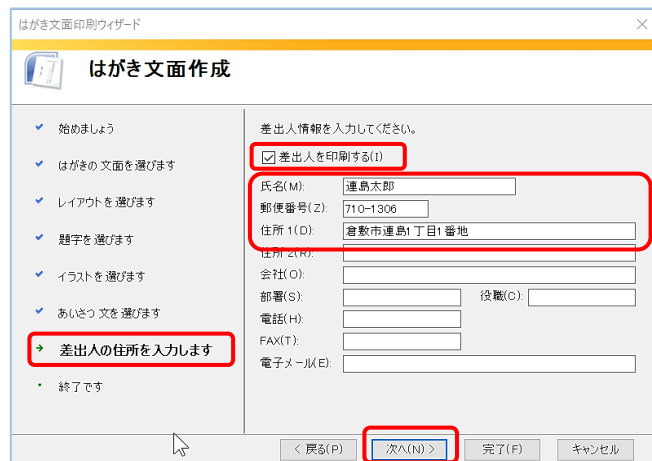 はがき文面印刷ウィザード
はがき文面作成
始めましょう
はがきの文面を選びます
レイアウトを選びます
題字を選びます
イラストを選びます
あいさつ文を選びます
差出人の住所を入力します
終了です
差出人情報を入力してください。
差出人を印刷する(I)
氏名(M): 連島太郎
郵便番号(Z): 710-1306
住所1(D): 倉敷市連島1丁目1番地
住所2(R):
会社(O):
部署(S): 役職(C):
電話(H):
FAX(T):
電子メール(E):
< 戻る(P) 次へ(N) > 完了(F) キャンセル